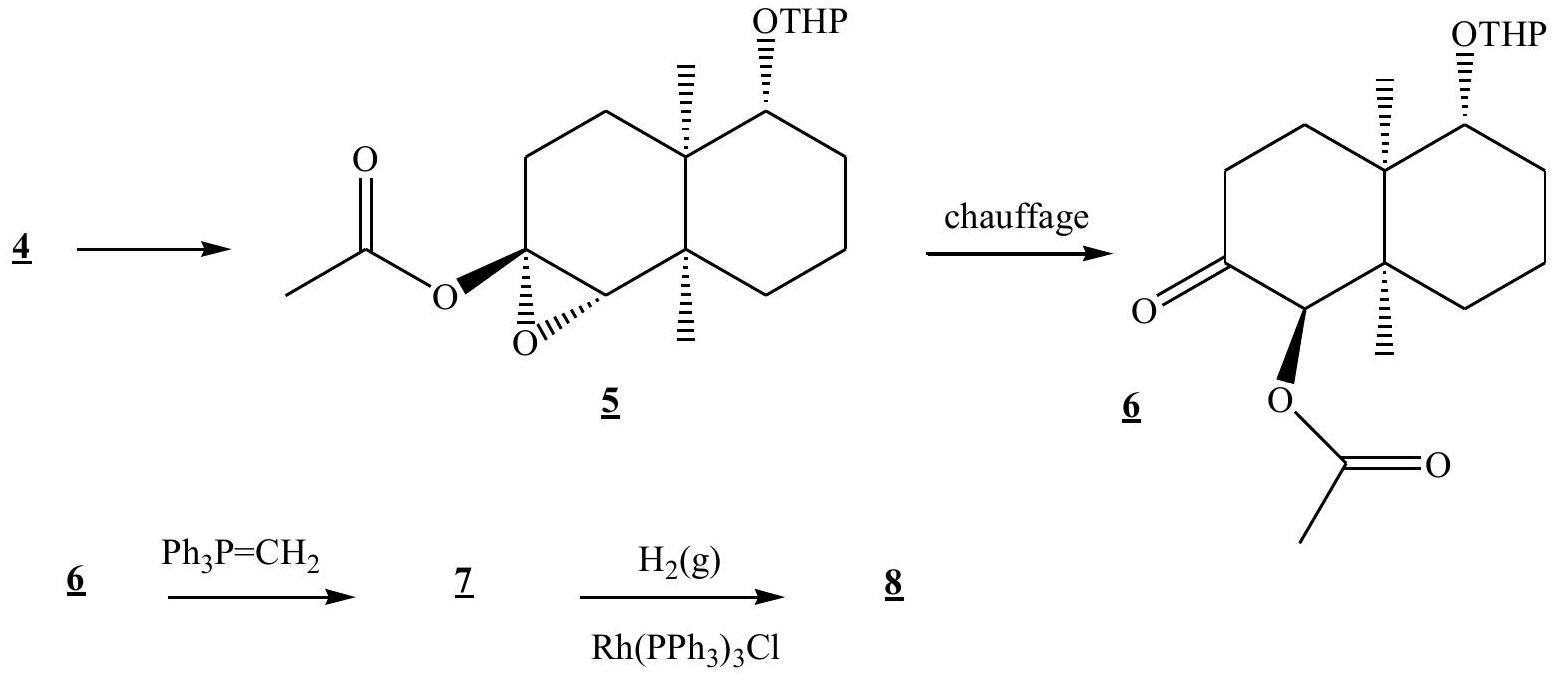 OTHP
OTHP
O
4
O
O
chauffage
O
5
O
6
O
O
6
Ph₃P=CH₂
7
H₂(g)
Rh(PPh₃)₃Cl
8